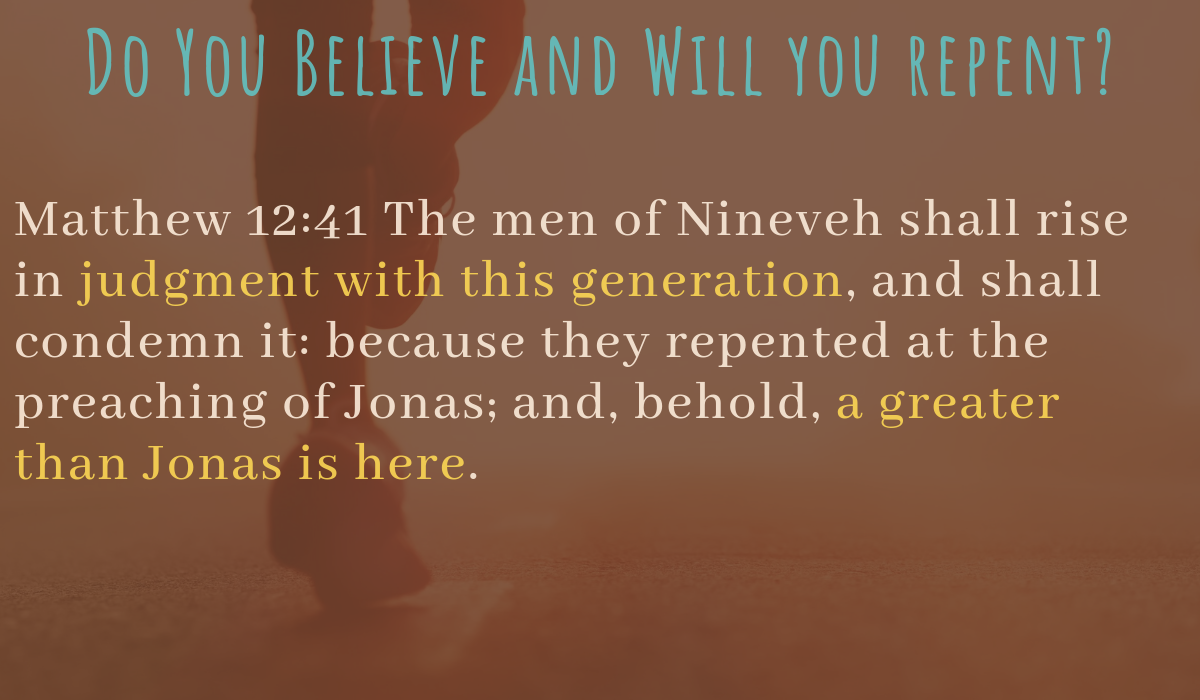 Do You Believe and Will you repent?
Matthew 12:41 The men of Nineveh shall rise
in judgment with this generation, and shall
condemn it: because they repented at the
preaching of Jonas; and, behold, a greater
than Jonas is here.